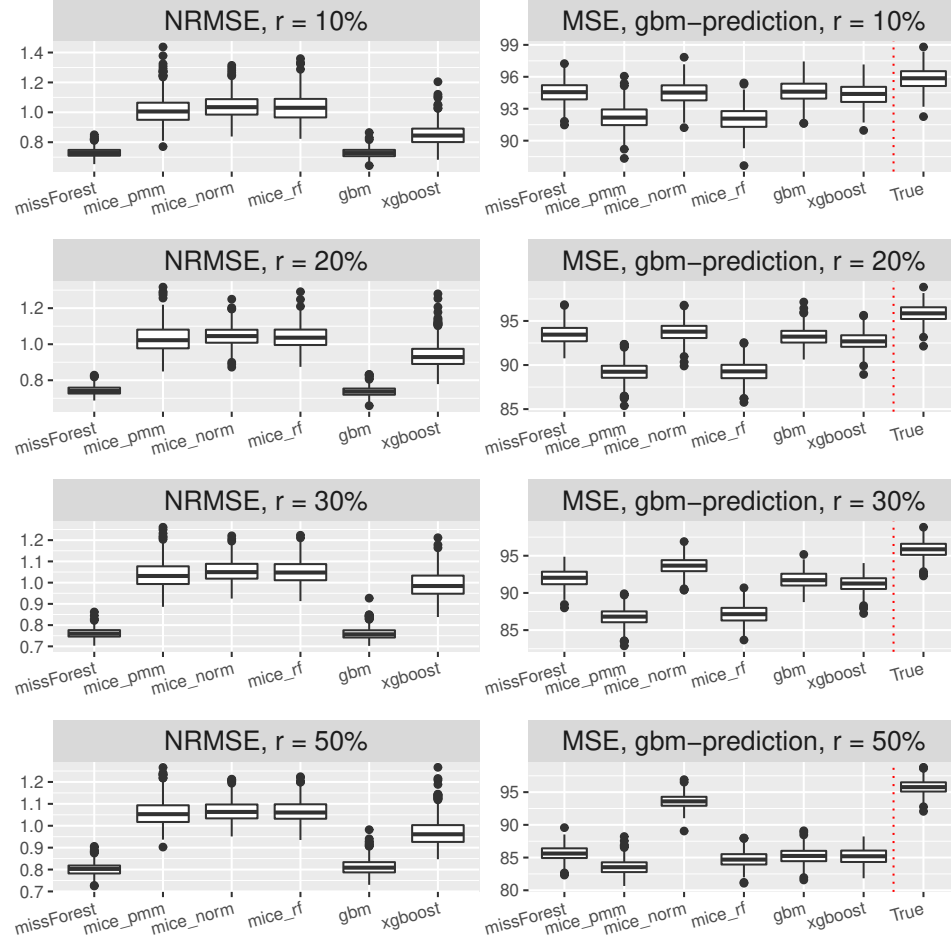 NRMSE, r = 10%
1.4
1.2
1.0
0.8
missForest mice_pmm mice_norm mice_rf gbm xgboost
MSE, gbm−prediction, r = 10%
99
96
93
90
missForest mice_pmm mice_norm mice_rf gbm xgboost True
NRMSE, r = 20%
1.2
1.0
0.8
missForest mice_pmm mice_norm mice_rf gbm xgboost
MSE, gbm−prediction, r = 20%
95
90
85
missForest mice_pmm mice_norm mice_rf gbm xgboost True
NRMSE, r = 30%
1.2
1.1
1.0
0.9
0.8
0.7
missForest mice_pmm mice_norm mice_rf gbm xgboost
MSE, gbm−prediction, r = 30%
95
90
85
missForest mice_pmm mice_norm mice_rf gbm xgboost True
NRMSE, r = 50%
1.2
1.1
1.0
0.9
0.8
0.7
missForest mice_pmm mice_norm mice_rf gbm xgboost
MSE, gbm−prediction, r = 50%
95
90
85
80
missForest mice_pmm mice_norm mice_rf gbm xgboost True